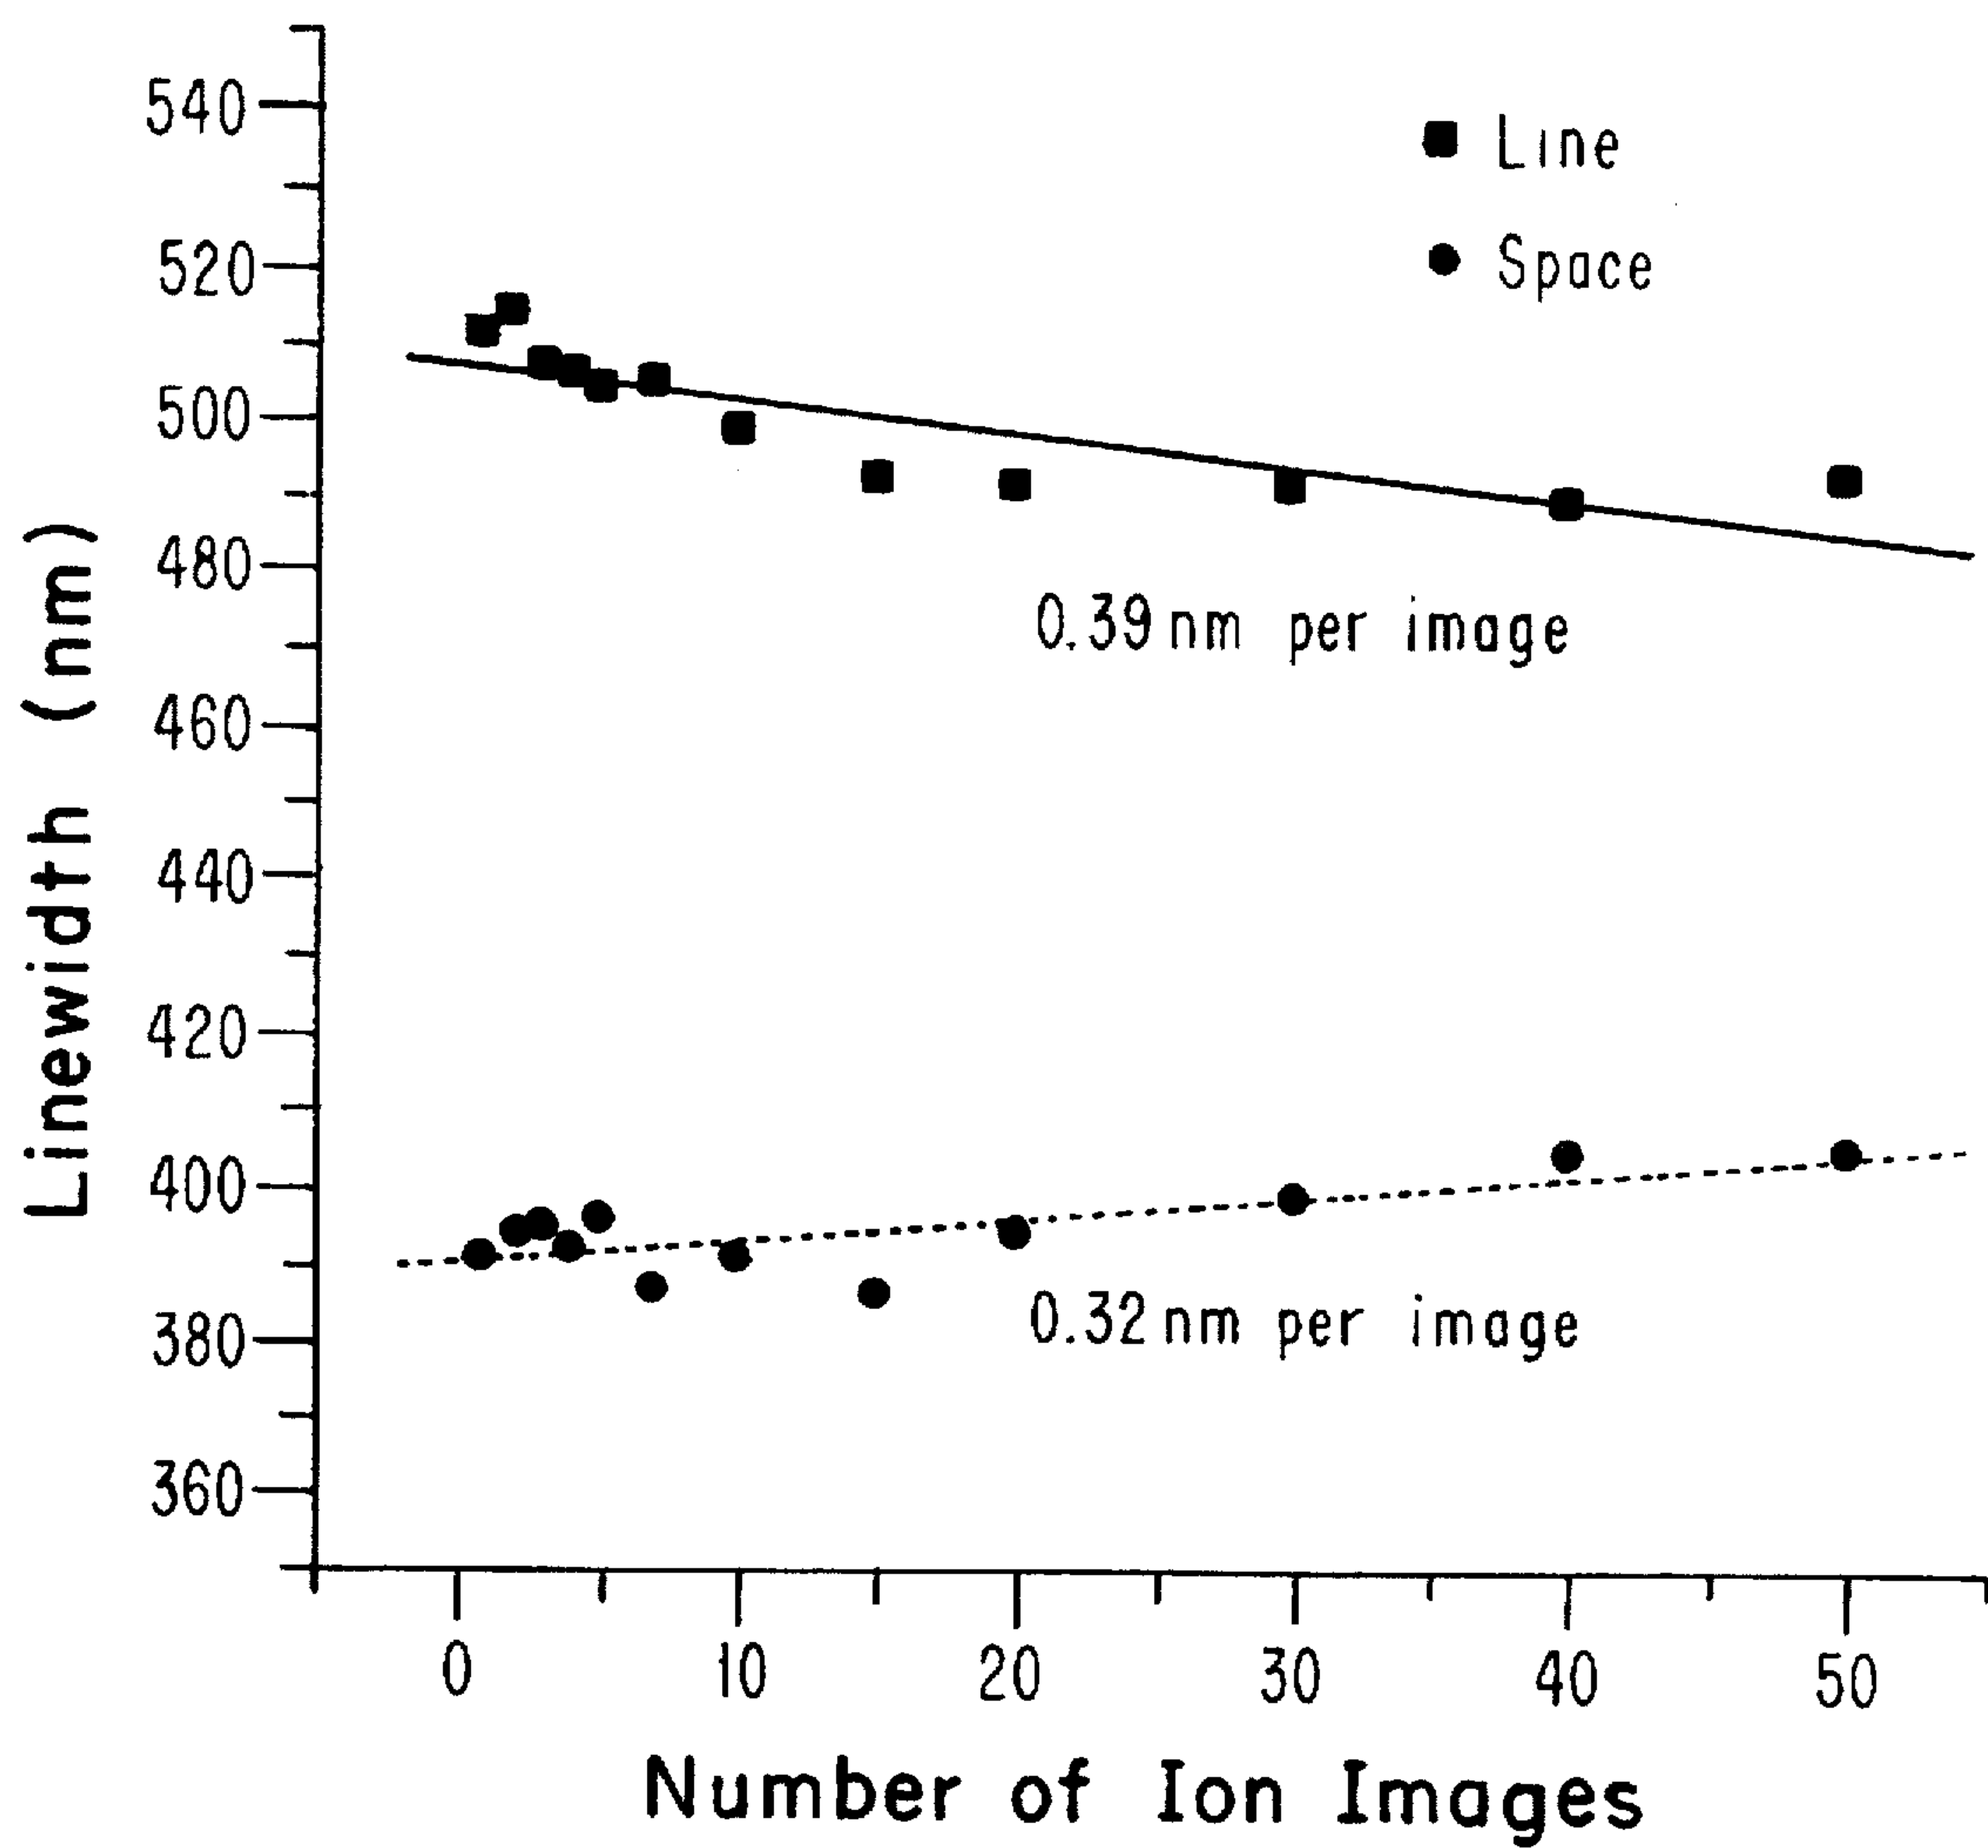 540
520
500
480
460
440
420
400
380
360
Linewidth (nm)
Line
Space
0.39 nm per image
0.32 nm per image
0 10 20 30 40 50
Number of Ion Images